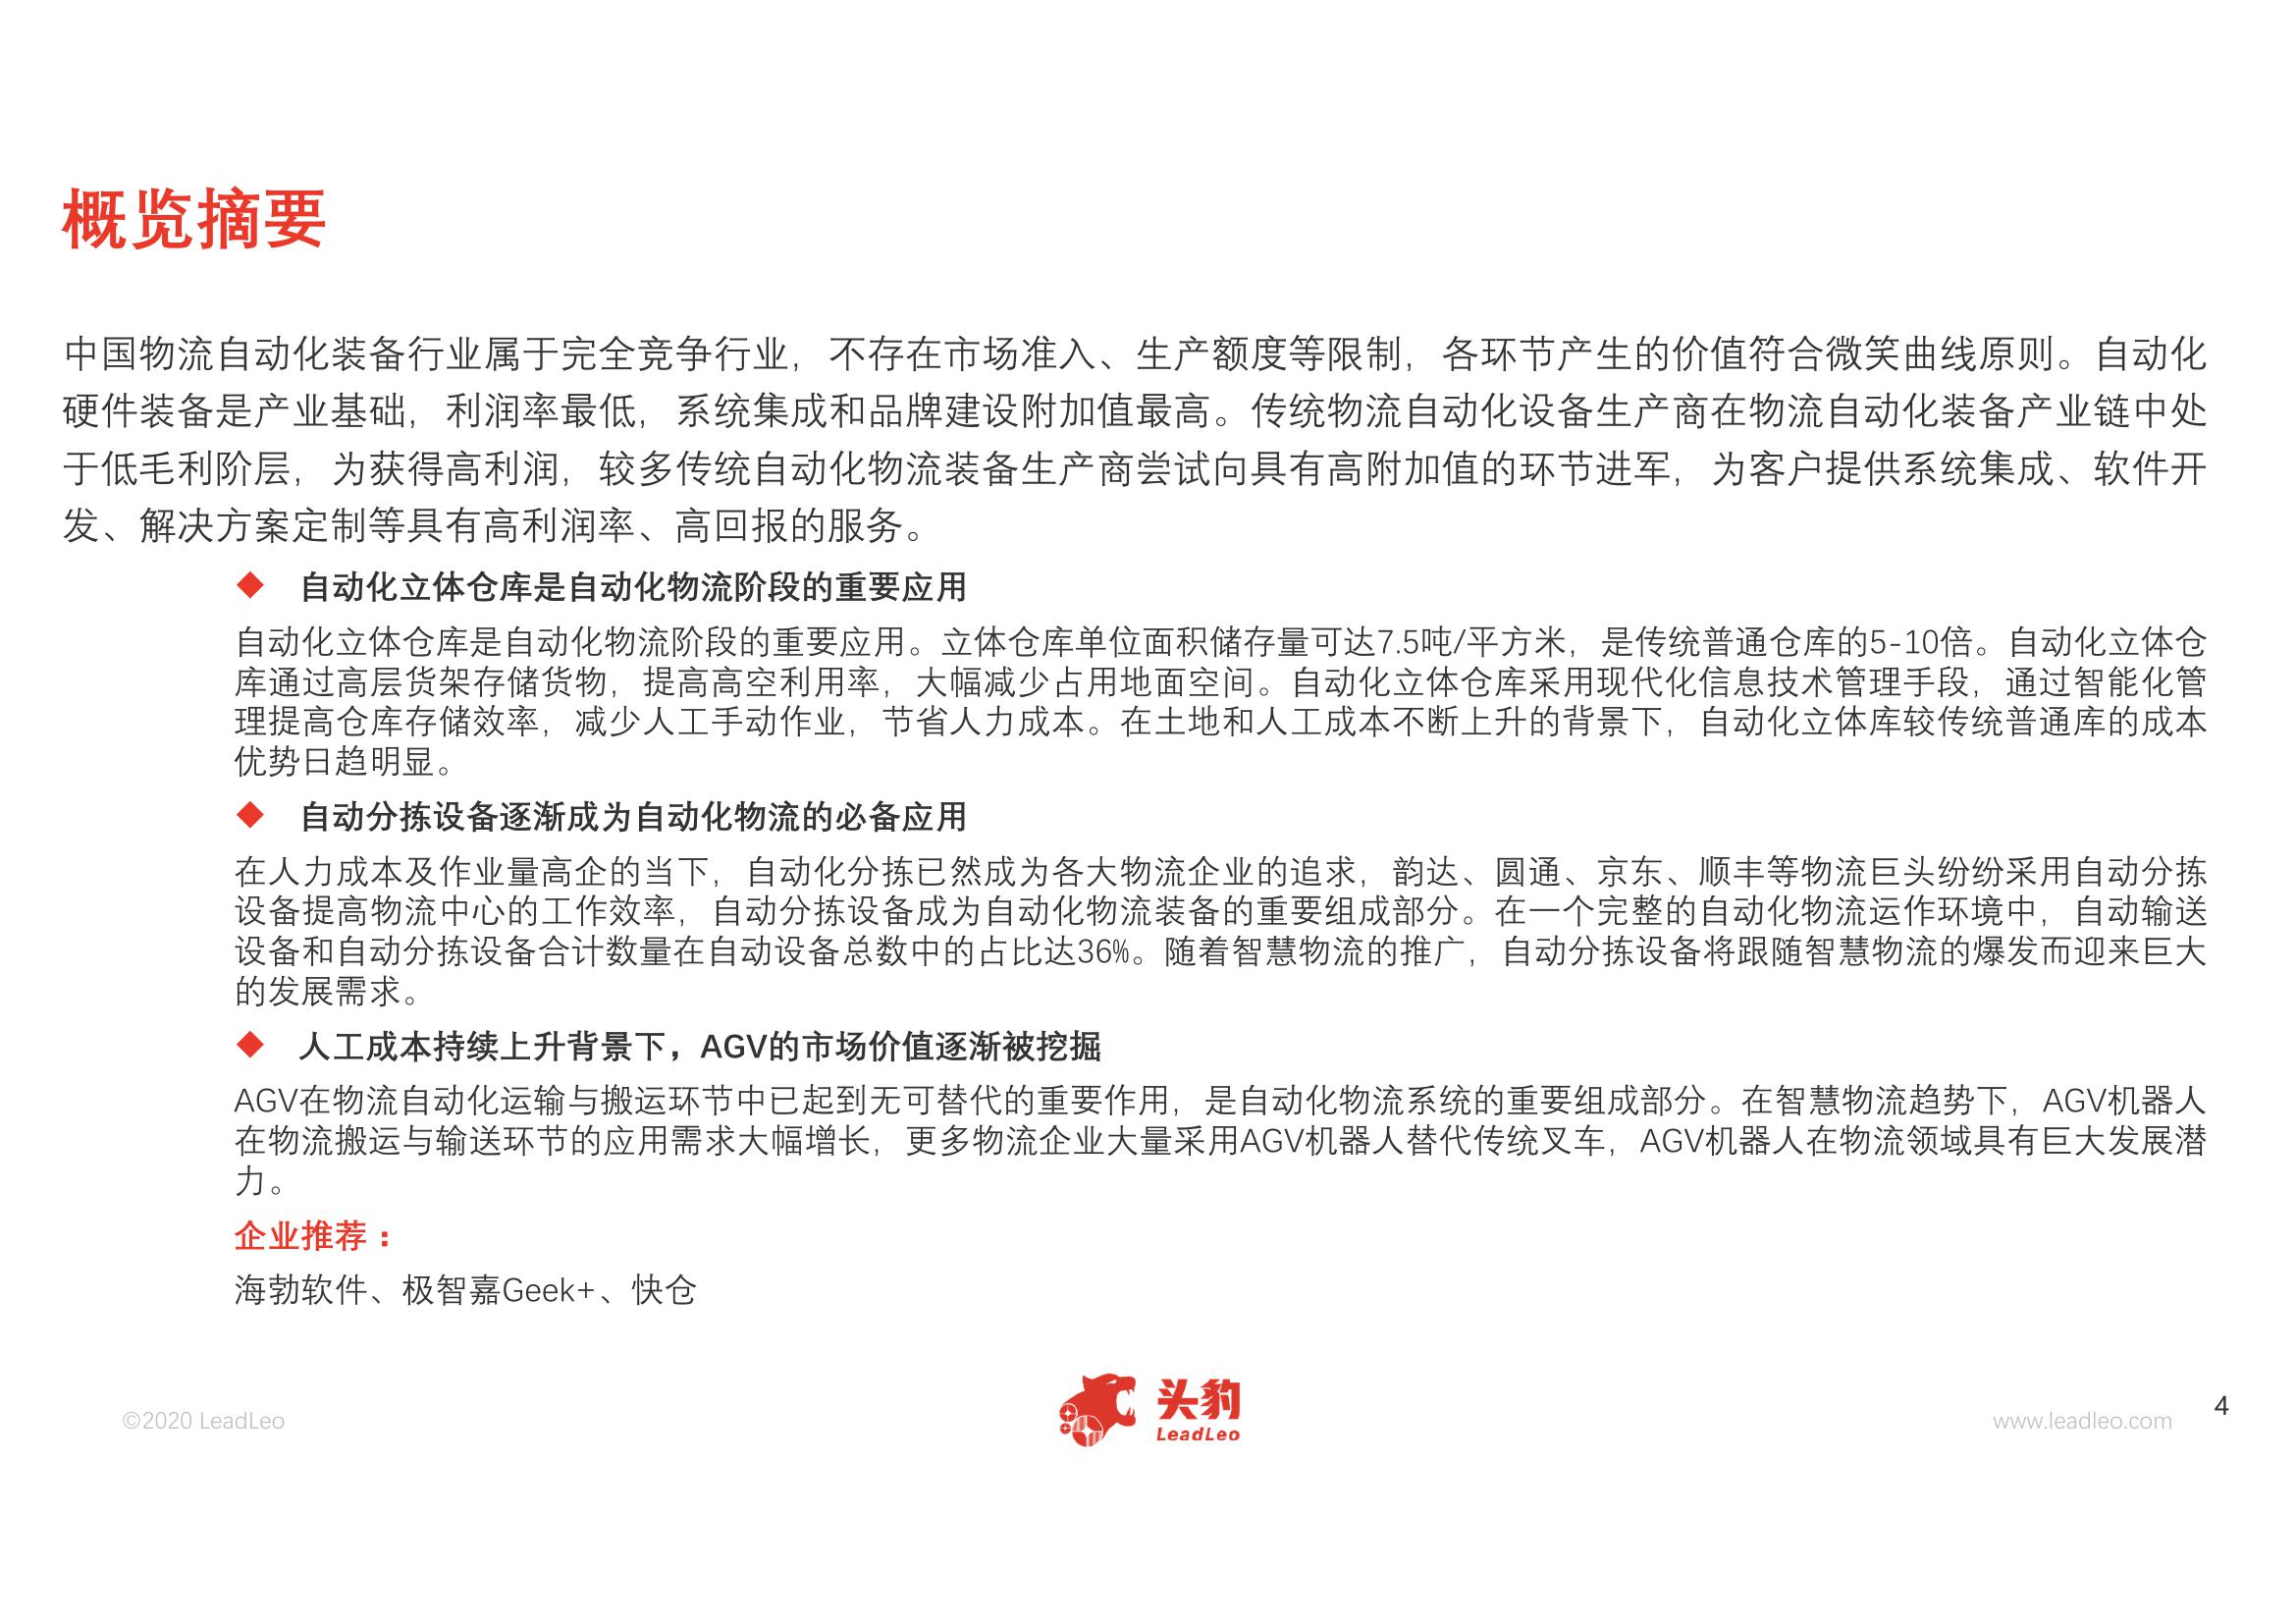 概览摘要
中国物流自动化装备行业属于完全竞争行业，不存在市场准入、生产额度等限制，各环节产生的价值符合微笑曲线原则。自动化
硬件装备是产业基础，利润率最低，系统集成和品牌建设附加值最高。传统物流自动化设备生产商在物流自动化装备产业链中处
于低毛利阶层，为获得高利润，较多传统自动化物流装备生产商尝试向具有高附加值的环节进军，为客户提供系统集成、软件开
发、解决方案定制等具有高利润率、高回报的服务。
◆ 自动化立体仓库是自动化物流阶段的重要应用
自动化立体仓库是自动化物流阶段的重要应用。立体仓库单位面积储存量可达7.5吨/平方米，是传统普通仓库的5-10倍。自动化立体仓
库通过高层货架存储货物，提高高空利用率，大幅减少占用地面空间。自动化立体仓库采用现代化信息技术管理手段，通过智能化管
理提高仓库存储效率，减少人工手动作业，节省人力成本。在土地和人工成本不断上升的背景下，自动化立体库较传统普通库的成本
优势日趋明显。
◆ 自动分拣设备逐渐成为自动化物流的必备应用
在人力成本及作业量高企的当下，自动化分拣已然成为各大物流企业的追求，韵达、圆通、京东、顺丰等物流巨头纷纷采用自动分拣
设备提高物流中心的工作效率，自动分拣设备成为自动化物流装备的重要组成部分。在一个完整的自动化物流运作环境中，自动输送
设备和自动分拣设备合计数量在自动设备总数中的占比达36%。随着智慧物流的推广，自动分拣设备将跟随智慧物流的爆发而迎来巨大
的发展需求。
◆ 人工成本持续上升背景下，AGV的市场价值逐渐被挖掘
AGV在物流自动化运输与搬运环节中已起到无可替代的重要作用，是自动化物流系统的重要组成部分。在智慧物流趋势下，AGV机器人
在物流搬运与输送环节的应用需求大幅增长，更多物流企业大量采用AGV机器人替代传统叉车，AGV机器人在物流领域具有巨大发展潜
力。
企业推荐：
海勃软件、极智嘉Geek+、快仓
©2020 LeadLeo
头豹
LeadLeo
www.leadleo.com
4